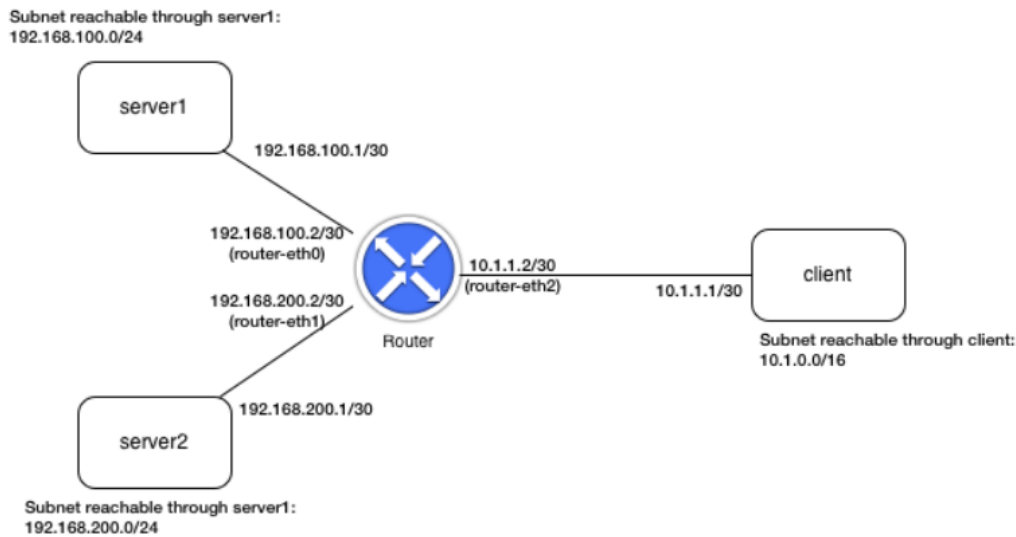 Subnet reachable through server1:
192.168.100.0/24
server1
192.168.100.1/30
192.168.100.2/30
(router-eth0)
10.1.1.2/30
(router-eth2)
client
10.1.1.1/30
192.168.200.2/30
(router-eth1)
Router
Subnet reachable through client:
10.1.0.0/16
192.168.200.1/30
server2
Subnet reachable through server1:
192.168.200.0/24